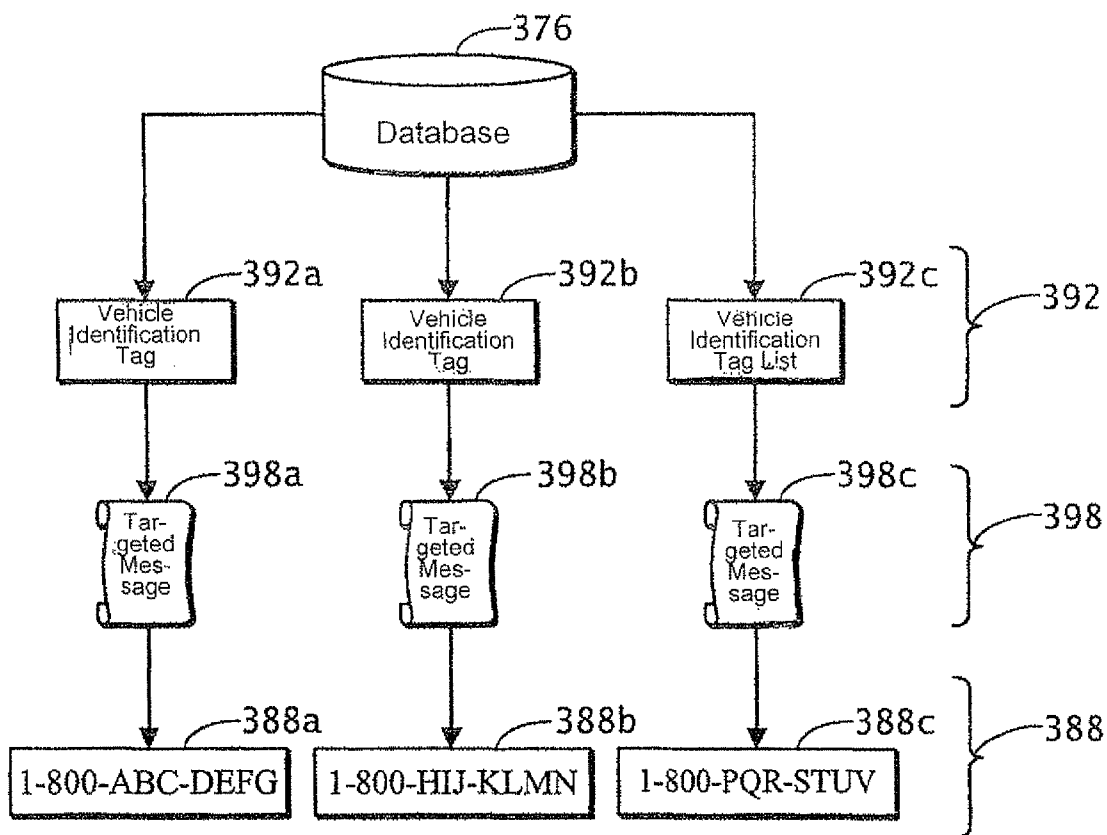 376
Database
392a
392b
392c
392
Vehicle
Identification
Tag
Vehicle
Identification
Tag
Vehicle
Identification
Tag List
398a
398b
398c
398
Tar-
geted
Mes-
sage
Tar-
geted
Mes-
sage
Tar-
geted
Mes-
sage
388a
388b
388c
388
1-800-ABC-DEFG
1-800-HIJ-KLMN
1-800-PQR-STUV